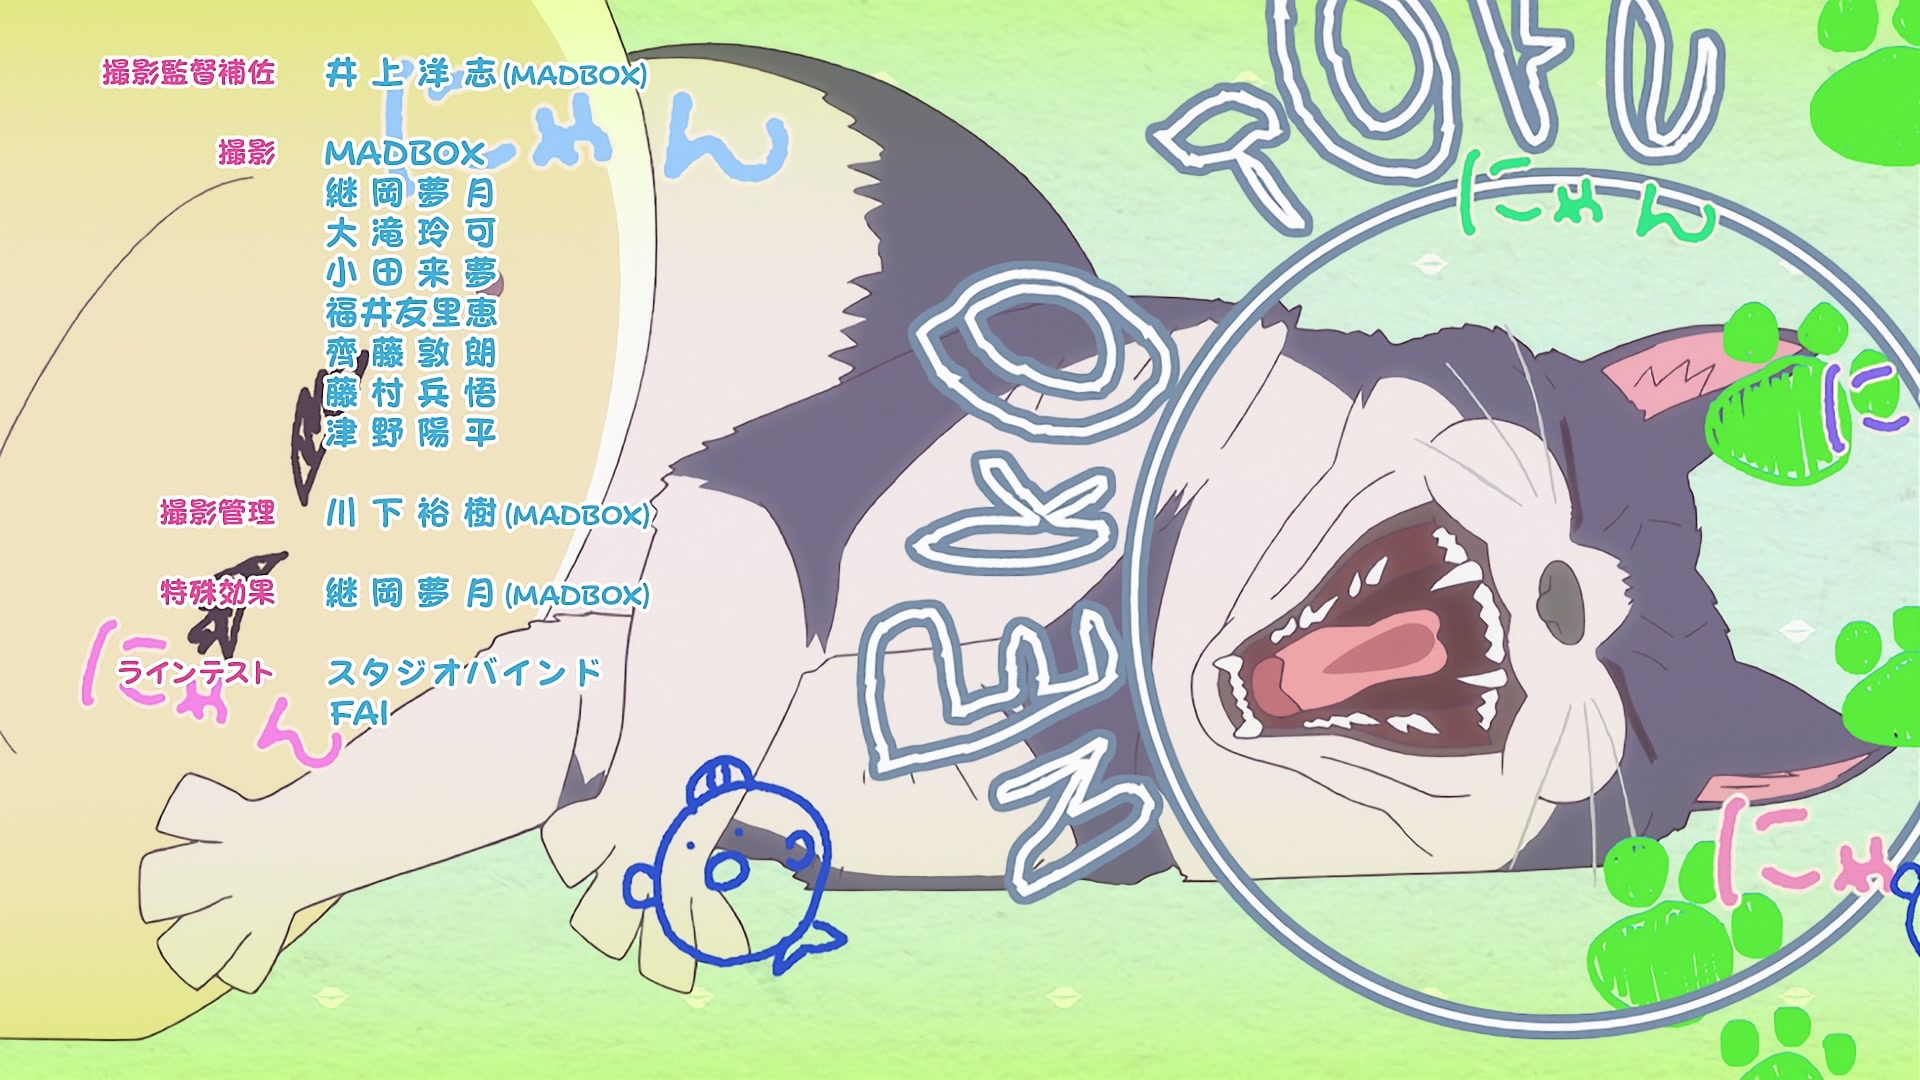 撮影監督補佐 井上洋志(MADBOX)
撮影 MADBOX
継岡夢月
大滝玲可
小田来夢
福井友里恵
齊藤敦朗
藤村兵悟
津野陽平
撮影管理 川下裕樹(MADBOX)
特殊効果 継岡夢月(MADBOX)
ラインテスト スタジオバインド
FAI
にゃん
にゃん
NEKO
TOFU
にゃん
に
にゃ